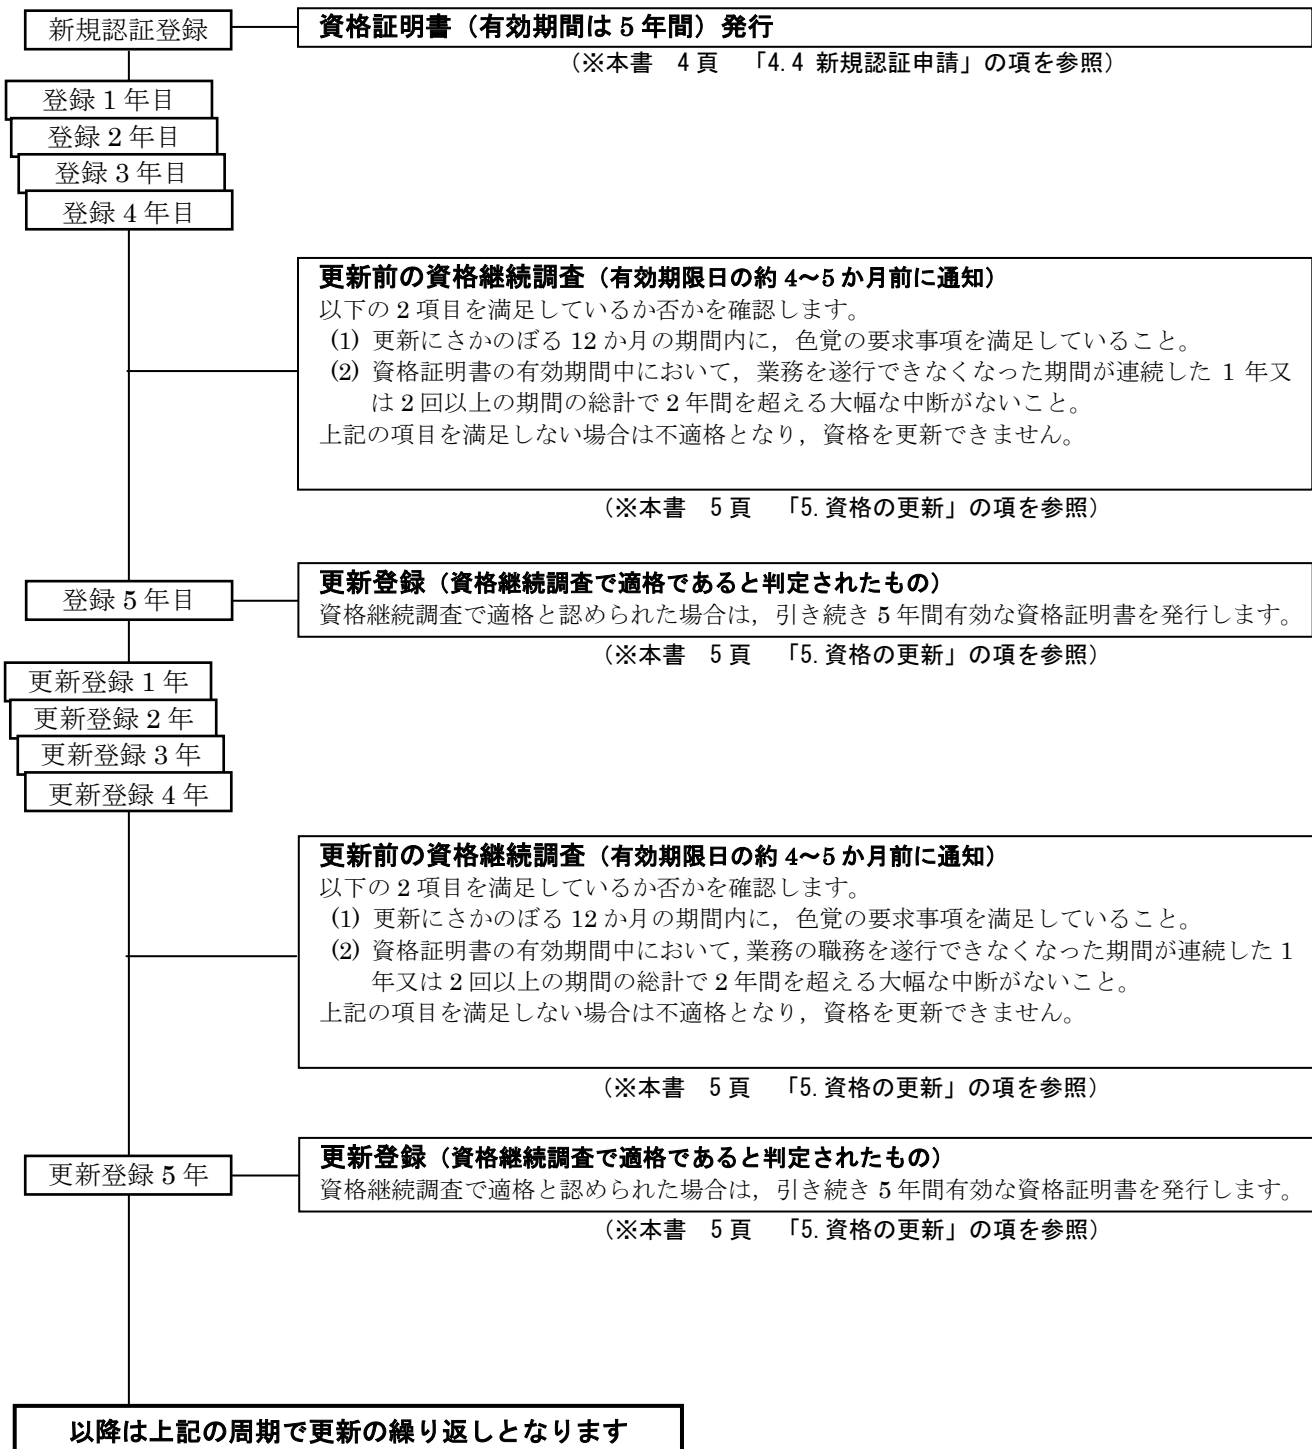 新規認証登録
資格証明書（有効期間は 5 年間）発行
（※本書　4 頁　「4.4 新規認証申請」の項を参照）
登録 1 年目
登録 2 年目
登録 3 年目
登録 4 年目
更新前の資格継続調査（有効期限日の約 4～5 か月前に通知）
以下の 2 項目を満足しているか否かを確認します。
(1) 更新にさかのぼる 12 か月の期間内に，色覚の要求事項を満足していること。
(2) 資格証明書の有効期間中において，業務を遂行できなくなった期間が連続した 1 年又
は 2 回以上の期間の総計で 2 年間を超える大幅な中断がないこと。
上記の項目を満足しない場合は不適格となり，資格を更新できません。
（※本書　5 頁　「5. 資格の更新」の項を参照）
登録 5 年目
更新登録（資格継続調査で適格であると判定されたもの）
資格継続調査で適格と認められた場合は，引き続き 5 年間有効な資格証明書を発行します。
（※本書　5 頁　「5. 資格の更新」の項を参照）
更新登録 1 年
更新登録 2 年
更新登録 3 年
更新登録 4 年
更新前の資格継続調査（有効期限日の約 4～5 か月前に通知）
以下の 2 項目を満足しているか否かを確認します。
(1) 更新にさかのぼる 12 か月の期間内に，色覚の要求事項を満足していること。
(2) 資格証明書の有効期間中において，業務の職務を遂行できなくなった期間が連続した 1
年又は 2 回以上の期間の総計で 2 年間を超える大幅な中断がないこと。
上記の項目を満足しない場合は不適格となり，資格を更新できません。
（※本書　5 頁　「5. 資格の更新」の項を参照）
更新登録 5 年
更新登録（資格継続調査で適格であると判定されたもの）
資格継続調査で適格と認められた場合は，引き続き 5 年間有効な資格証明書を発行します。
（※本書　5 頁　「5. 資格の更新」の項を参照）
以降は上記の周期で更新の繰り返しとなります